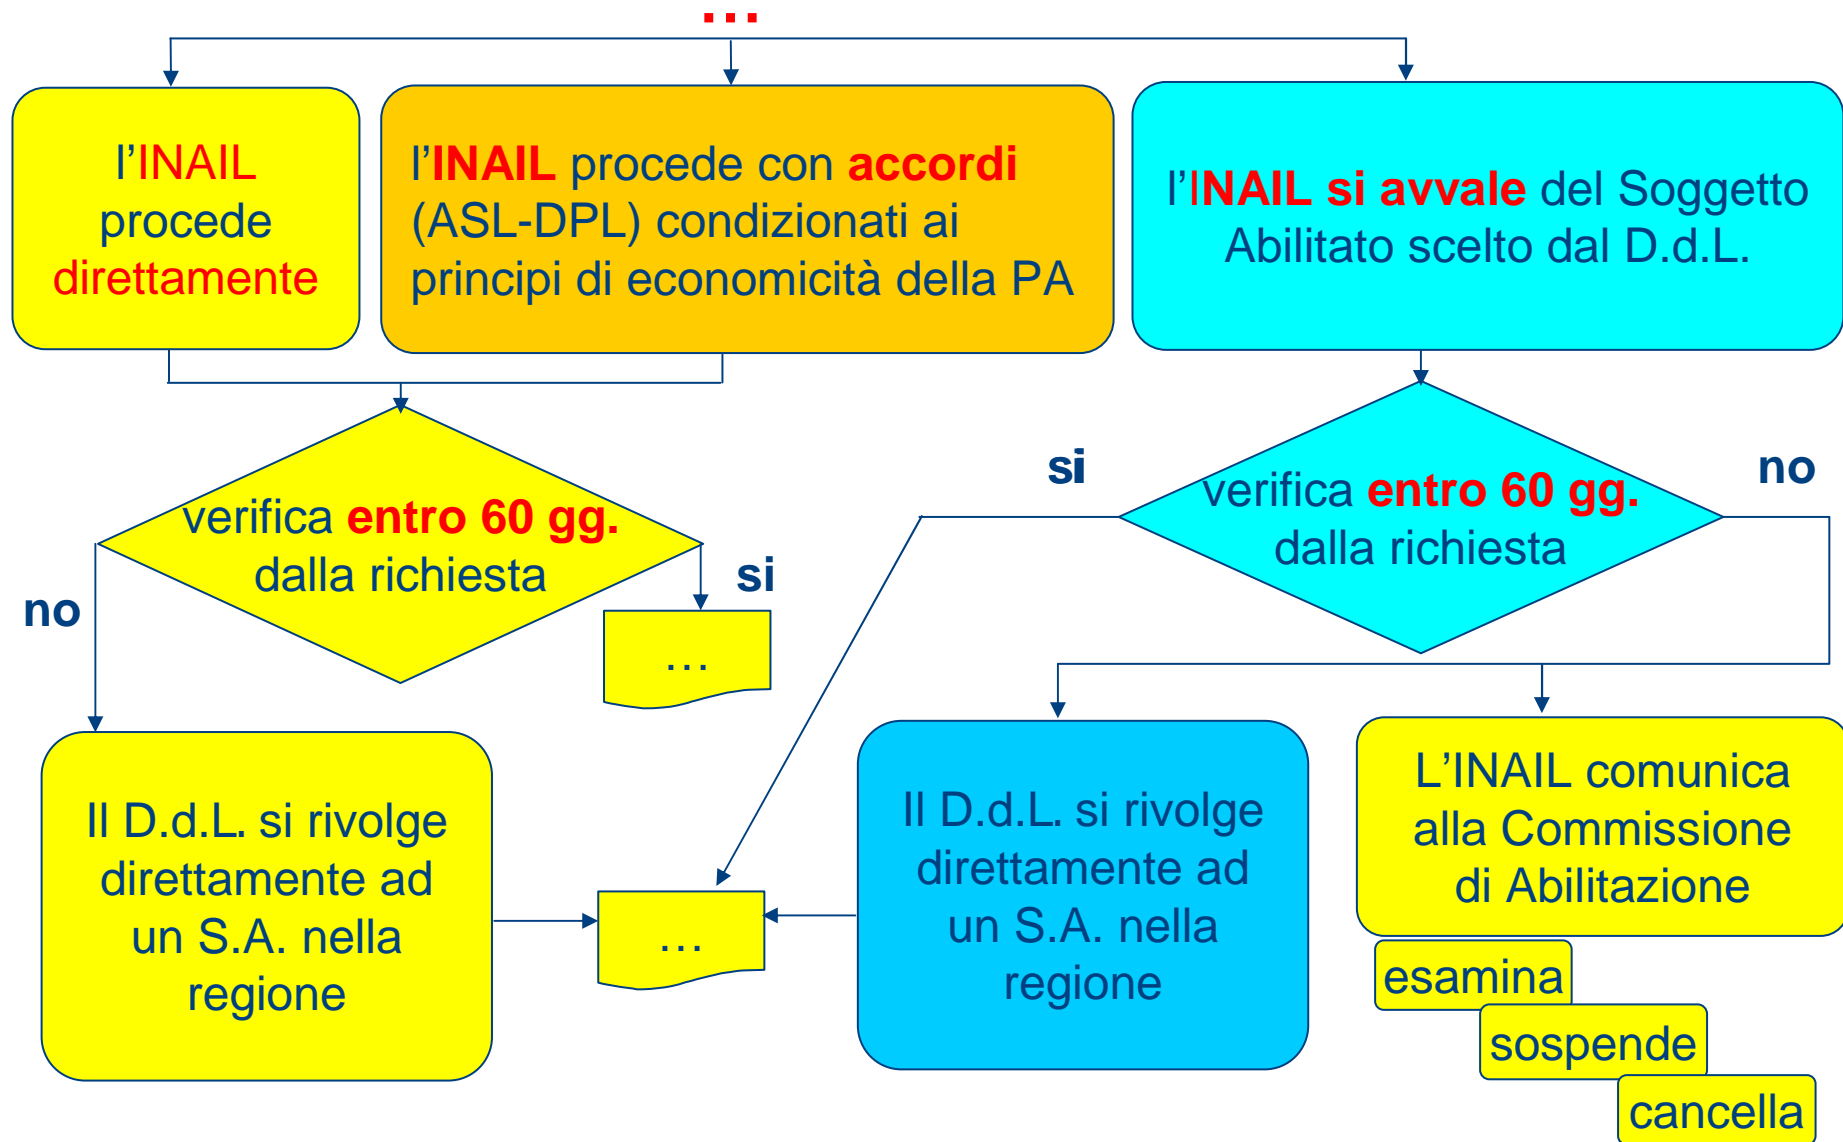 ...
l’INAIL
procede
direttamente
l’INAIL procede con accordi
(ASL-DPL) condizionati ai
principi di economicità della PA
l’INAIL si avvale del Soggetto
Abilitato scelto dal D.d.L.
verifica entro 60 gg.
dalla richiesta
no
si
…
si
verifica entro 60 gg.
dalla richiesta
no
Il D.d.L. si rivolge
direttamente ad
un S.A. nella
regione
…
Il D.d.L. si rivolge
direttamente ad
un S.A. nella
regione
L’INAIL comunica
alla Commissione
di Abilitazione
esamina
sospende
cancella